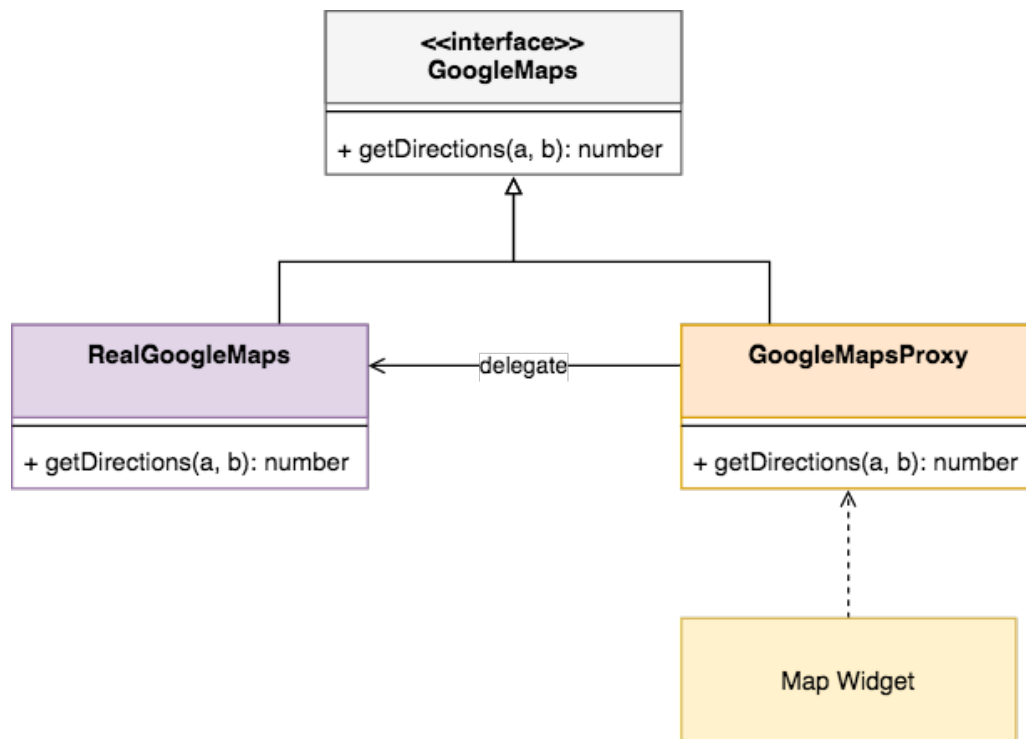 <<interface>>
GoogleMaps
+ getDirections(a, b): number
RealGoogleMaps
delegate
GoogleMapsProxy
+ getDirections(a, b): number
+ getDirections(a, b): number
Map Widget